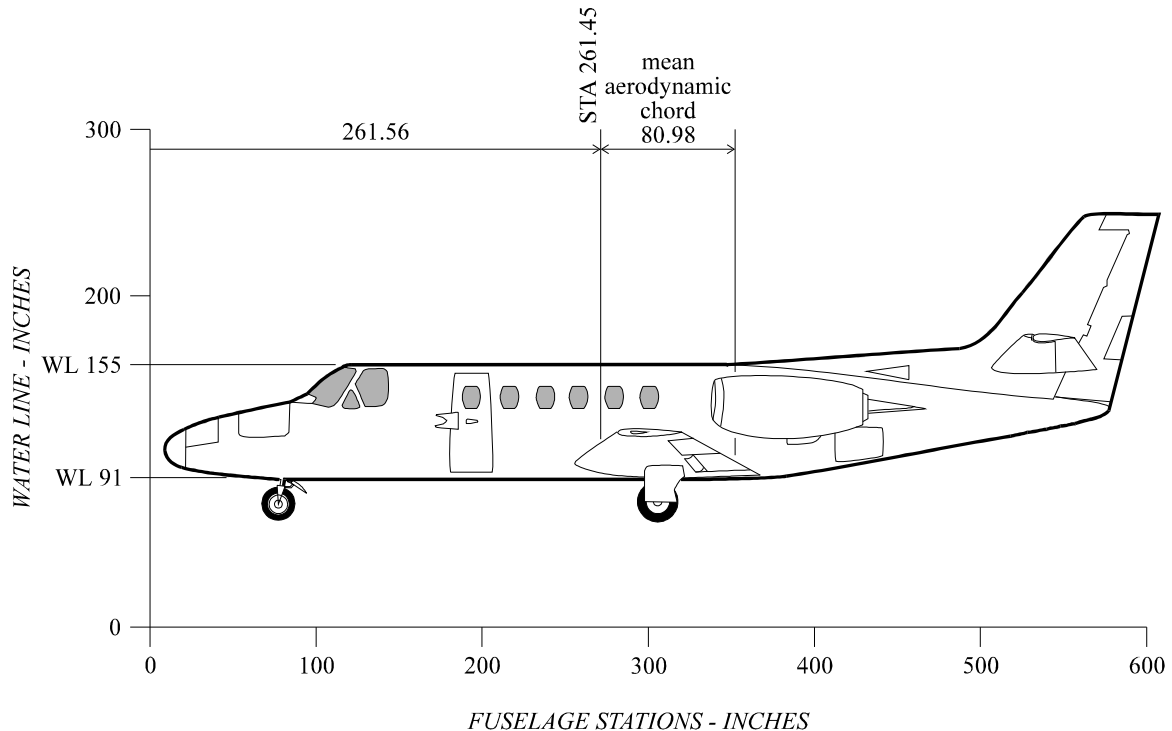 STA 261.45
mean
aerodynamic
chord
80.98
300
261.56
200
WATER LINE - INCHES
WL 155
WL 91
0
0
100
200
300
400
500
600
FUSELAGE STATIONS - INCHES